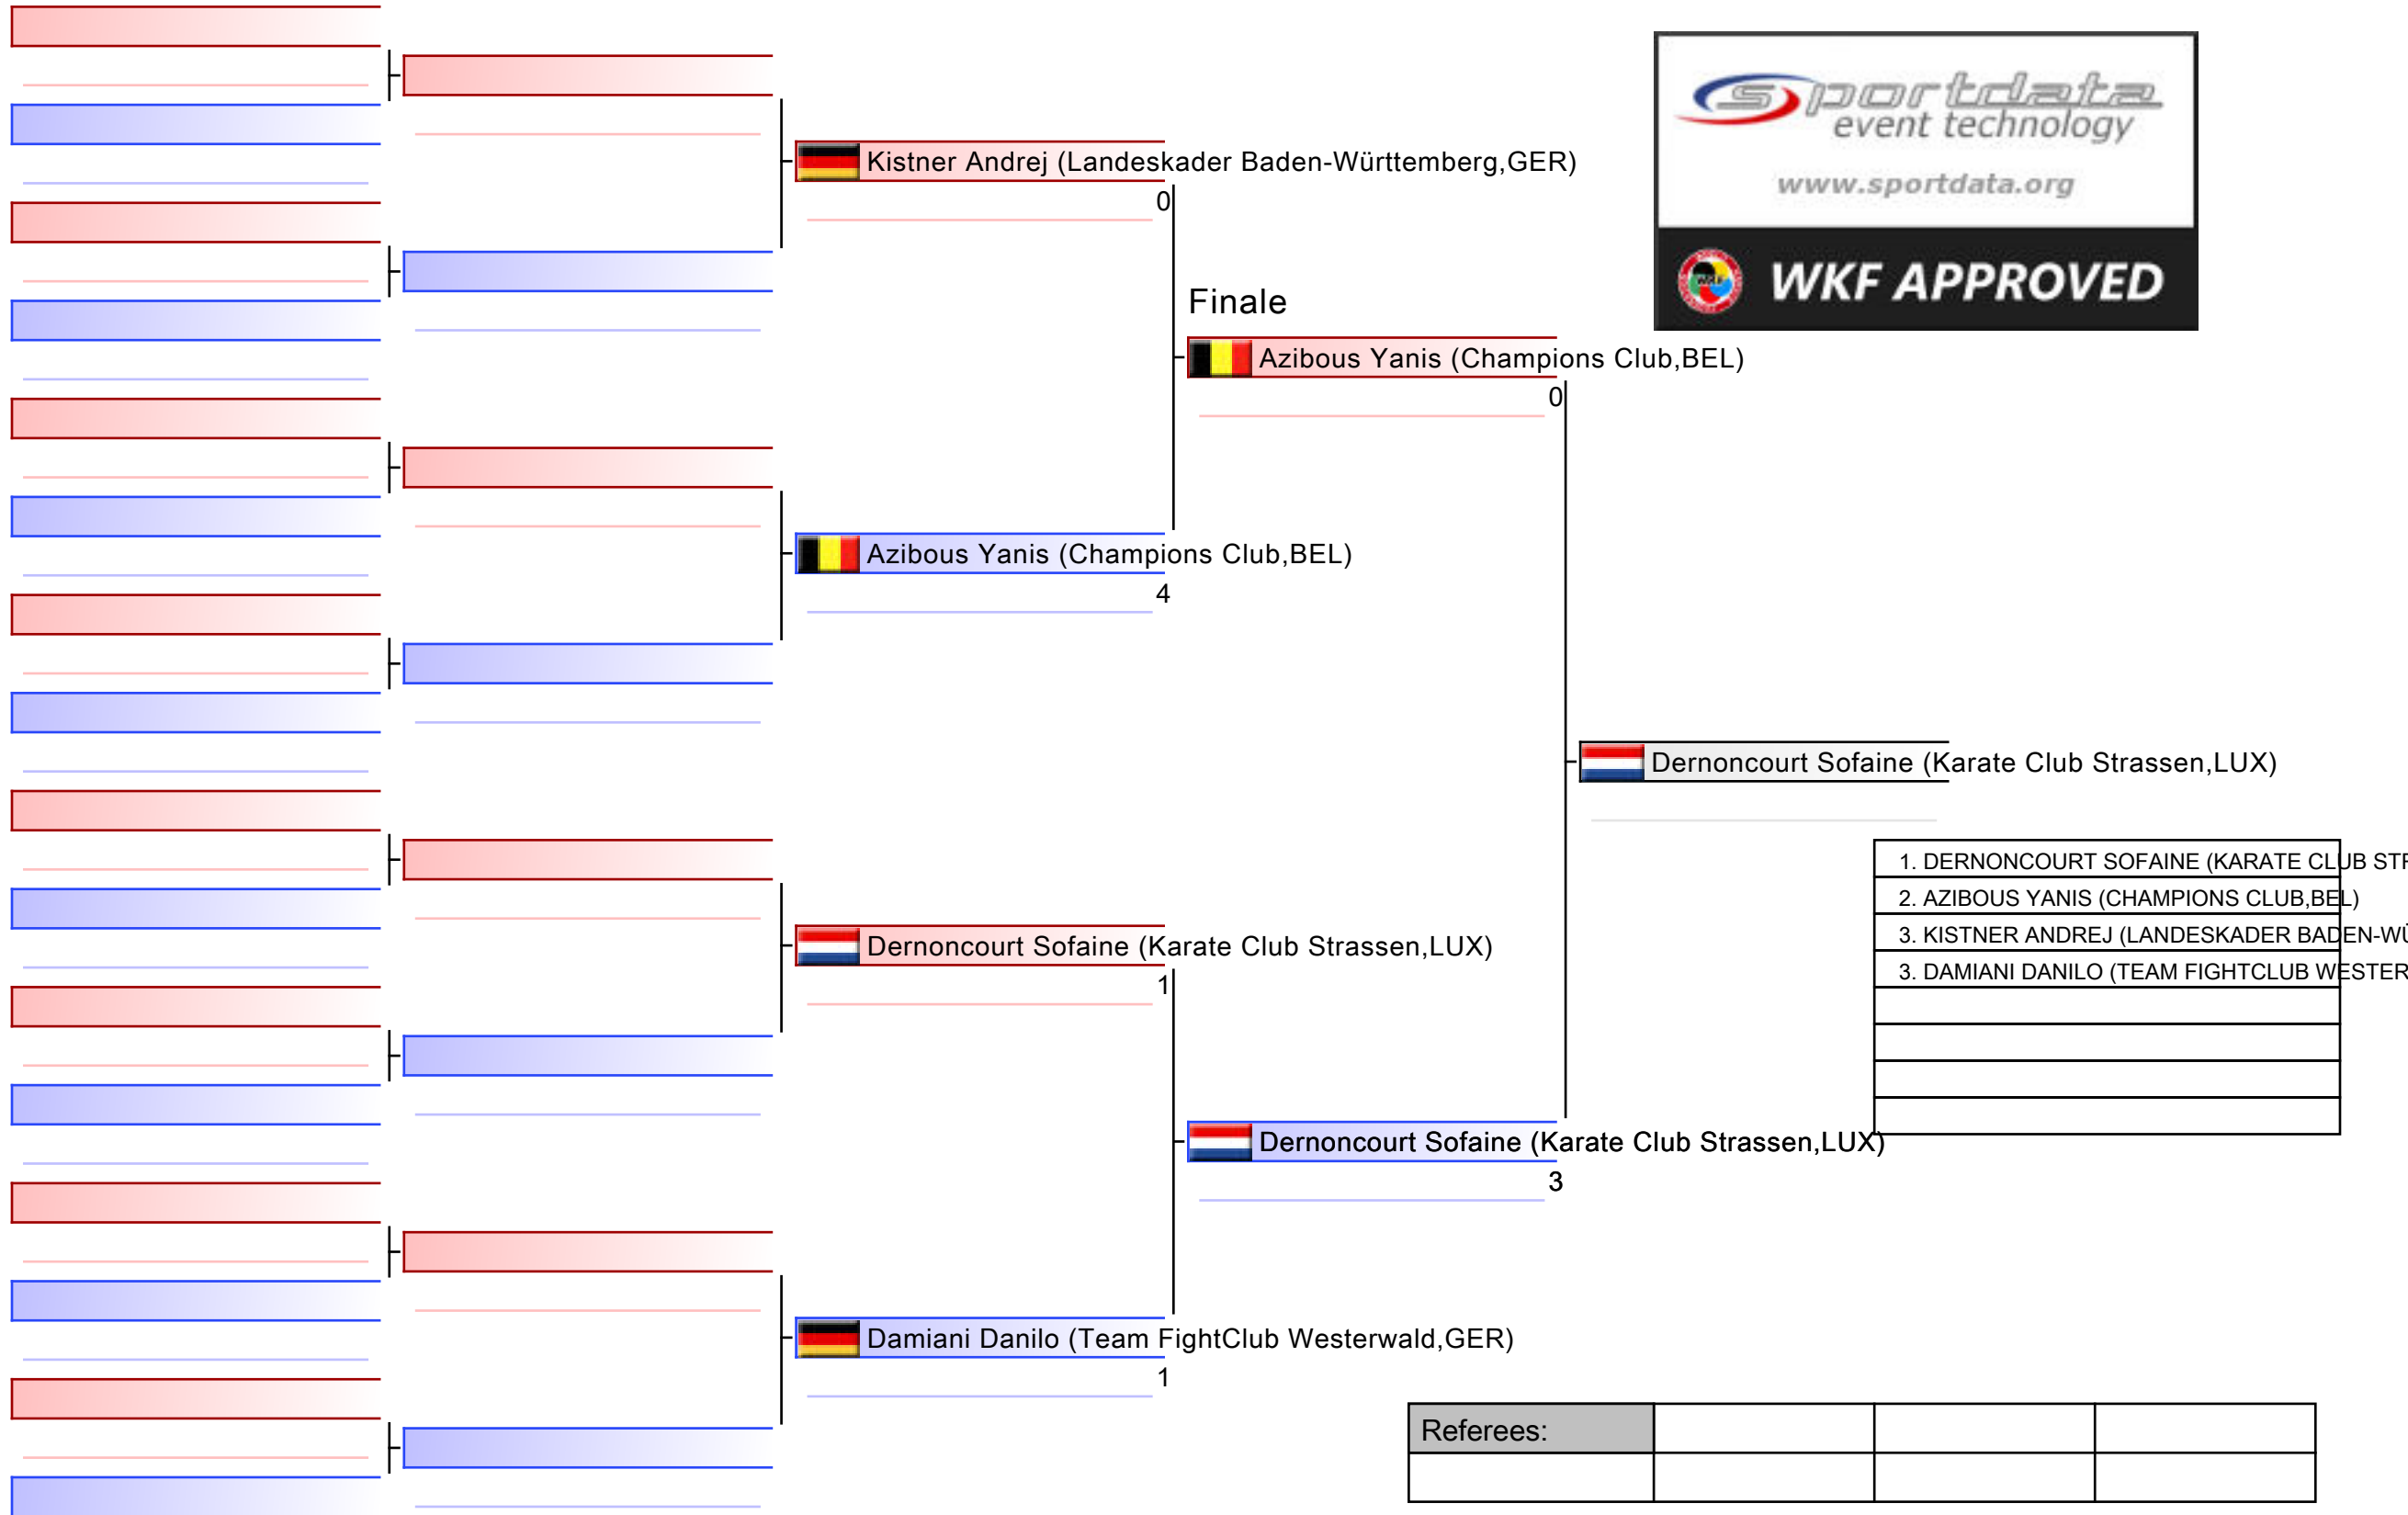 sportdata
event technology
www.sportdata.org
WKF APPROVED
Kistner Andrej (Landeskader Baden-Württemberg,GER)
0
Finale
Azibous Yanis (Champions Club,BEL)
0
Azibous Yanis (Champions Club,BEL)
4
Dernoncourt Sofaine (Karate Club Strassen,LUX)
1. DERNONCOURT SOFAINE (KARATE CLUB STR
2. AZIBOUS YANIS (CHAMPIONS CLUB,BEL)
3. KISTNER ANDREJ (LANDESKADER BADEN-WÜ
3. DAMIANI DANILO (TEAM FIGHTCLUB WESTER
Dernoncourt Sofaine (Karate Club Strassen,LUX)
1
Dernoncourt Sofaine (Karate Club Strassen,LUX)
3
Damiani Danilo (Team FightClub Westerwald,GER)
1
Referees: